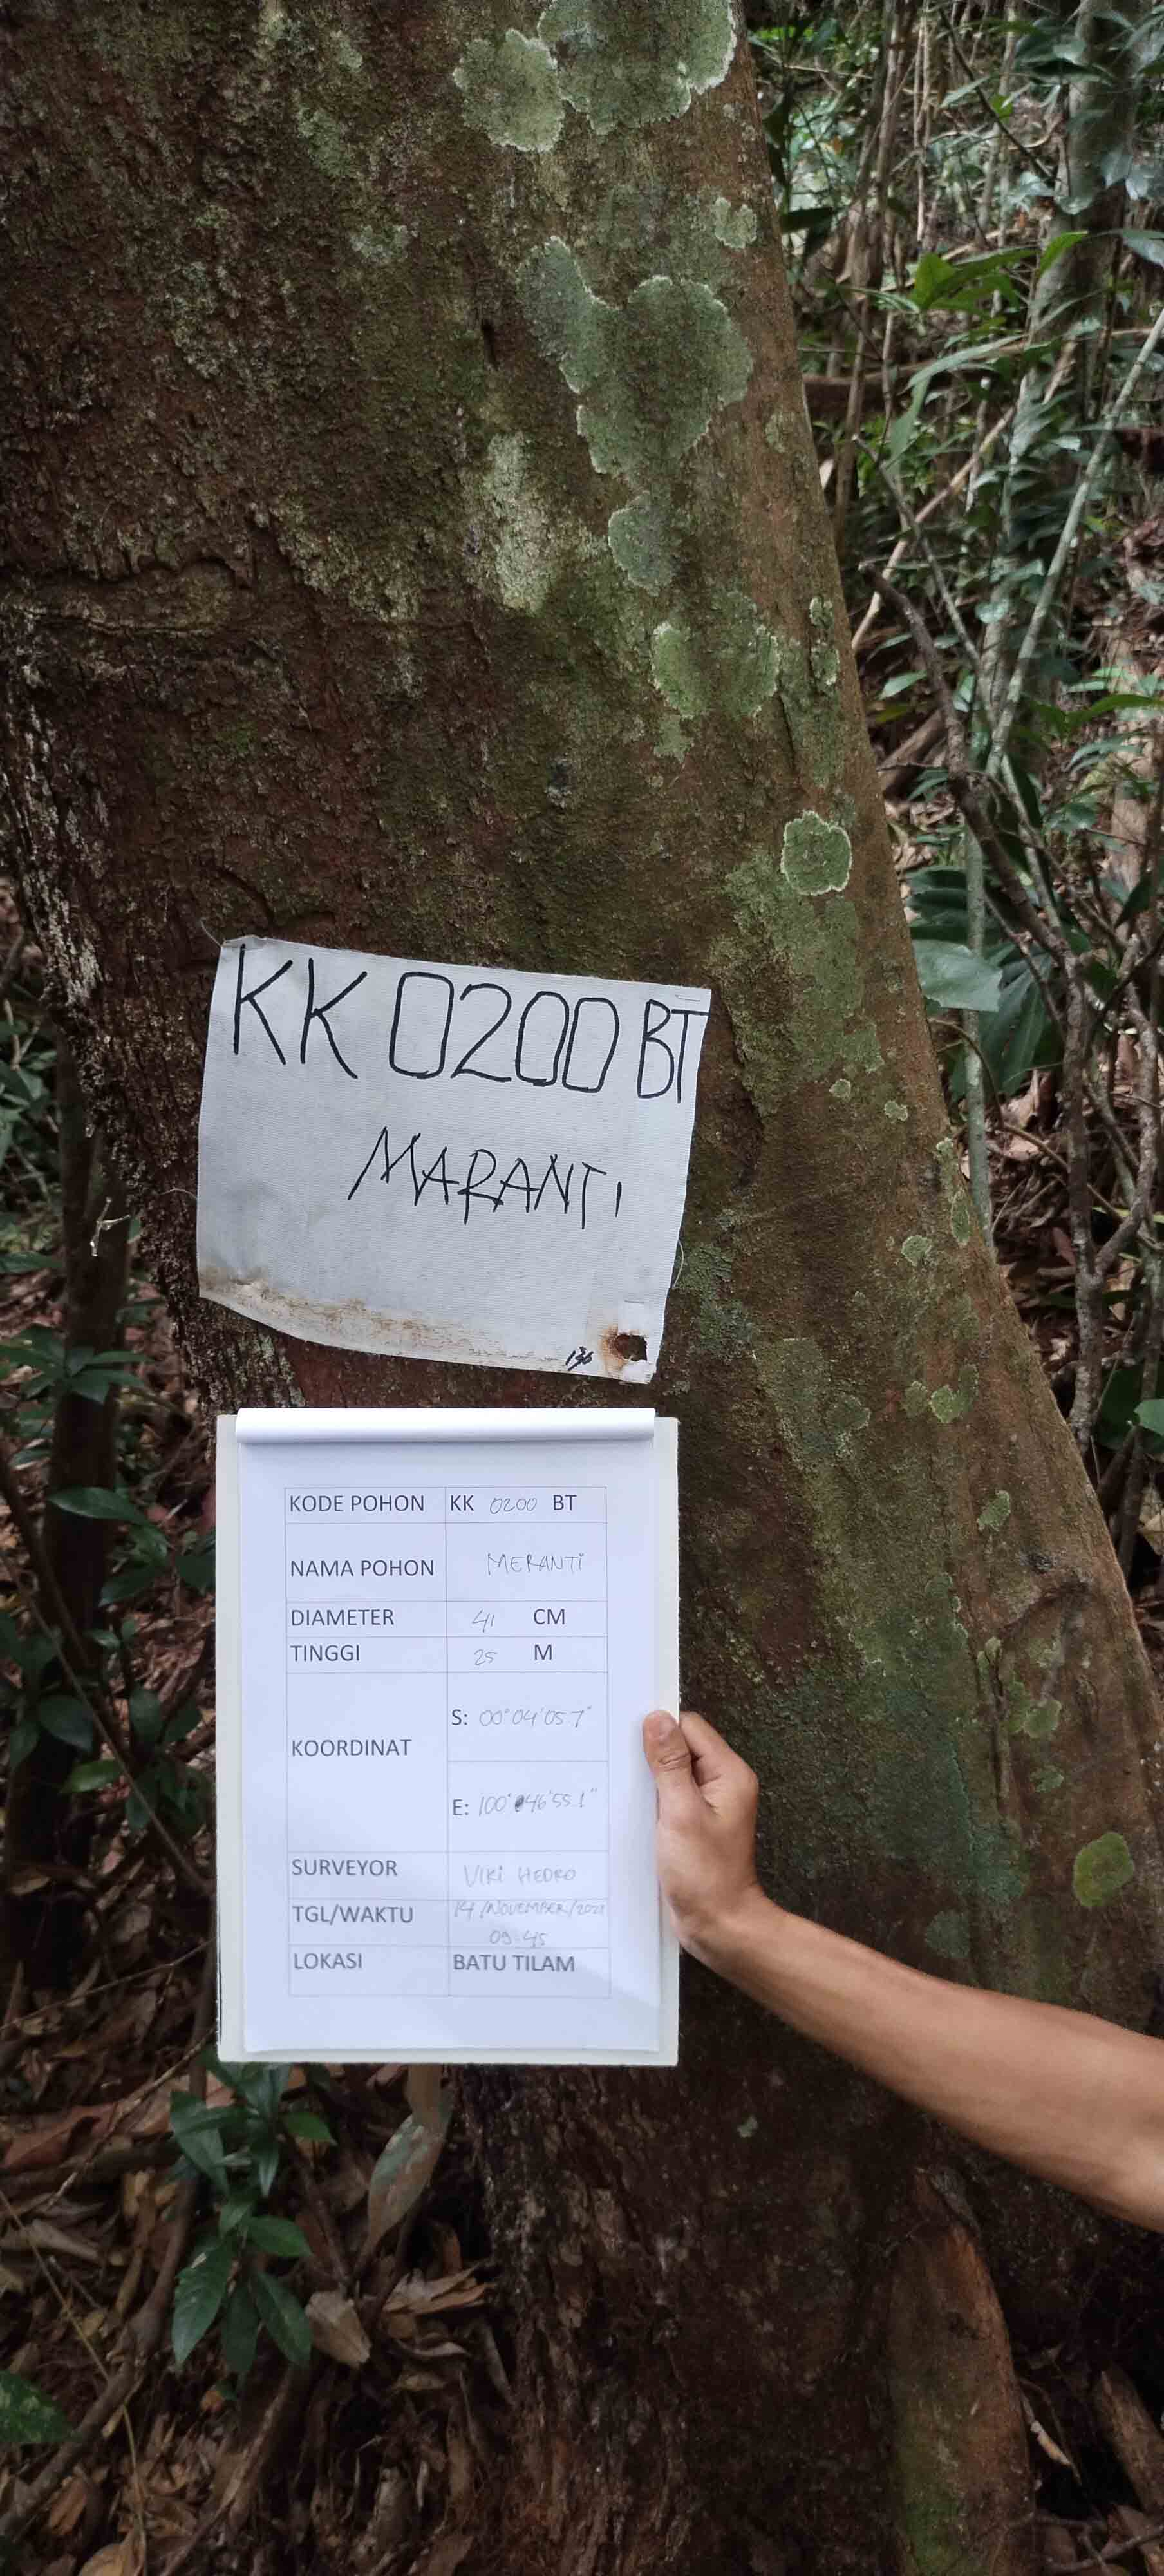 KK 0200 BT
MARANTI
136
KODE POHON KK 0200 BT
NAMA POHON MERANTI
DIAMETER 41 CM
TINGGI 25 M
KOORDINAT
S: 00°04'05.7"
E: 100°46'55.1"
SURVEYOR VIKI HEDRO
TGL/WAKTU 14/NOVEMBER/2021
09.45
LOKASI BATU TILAM